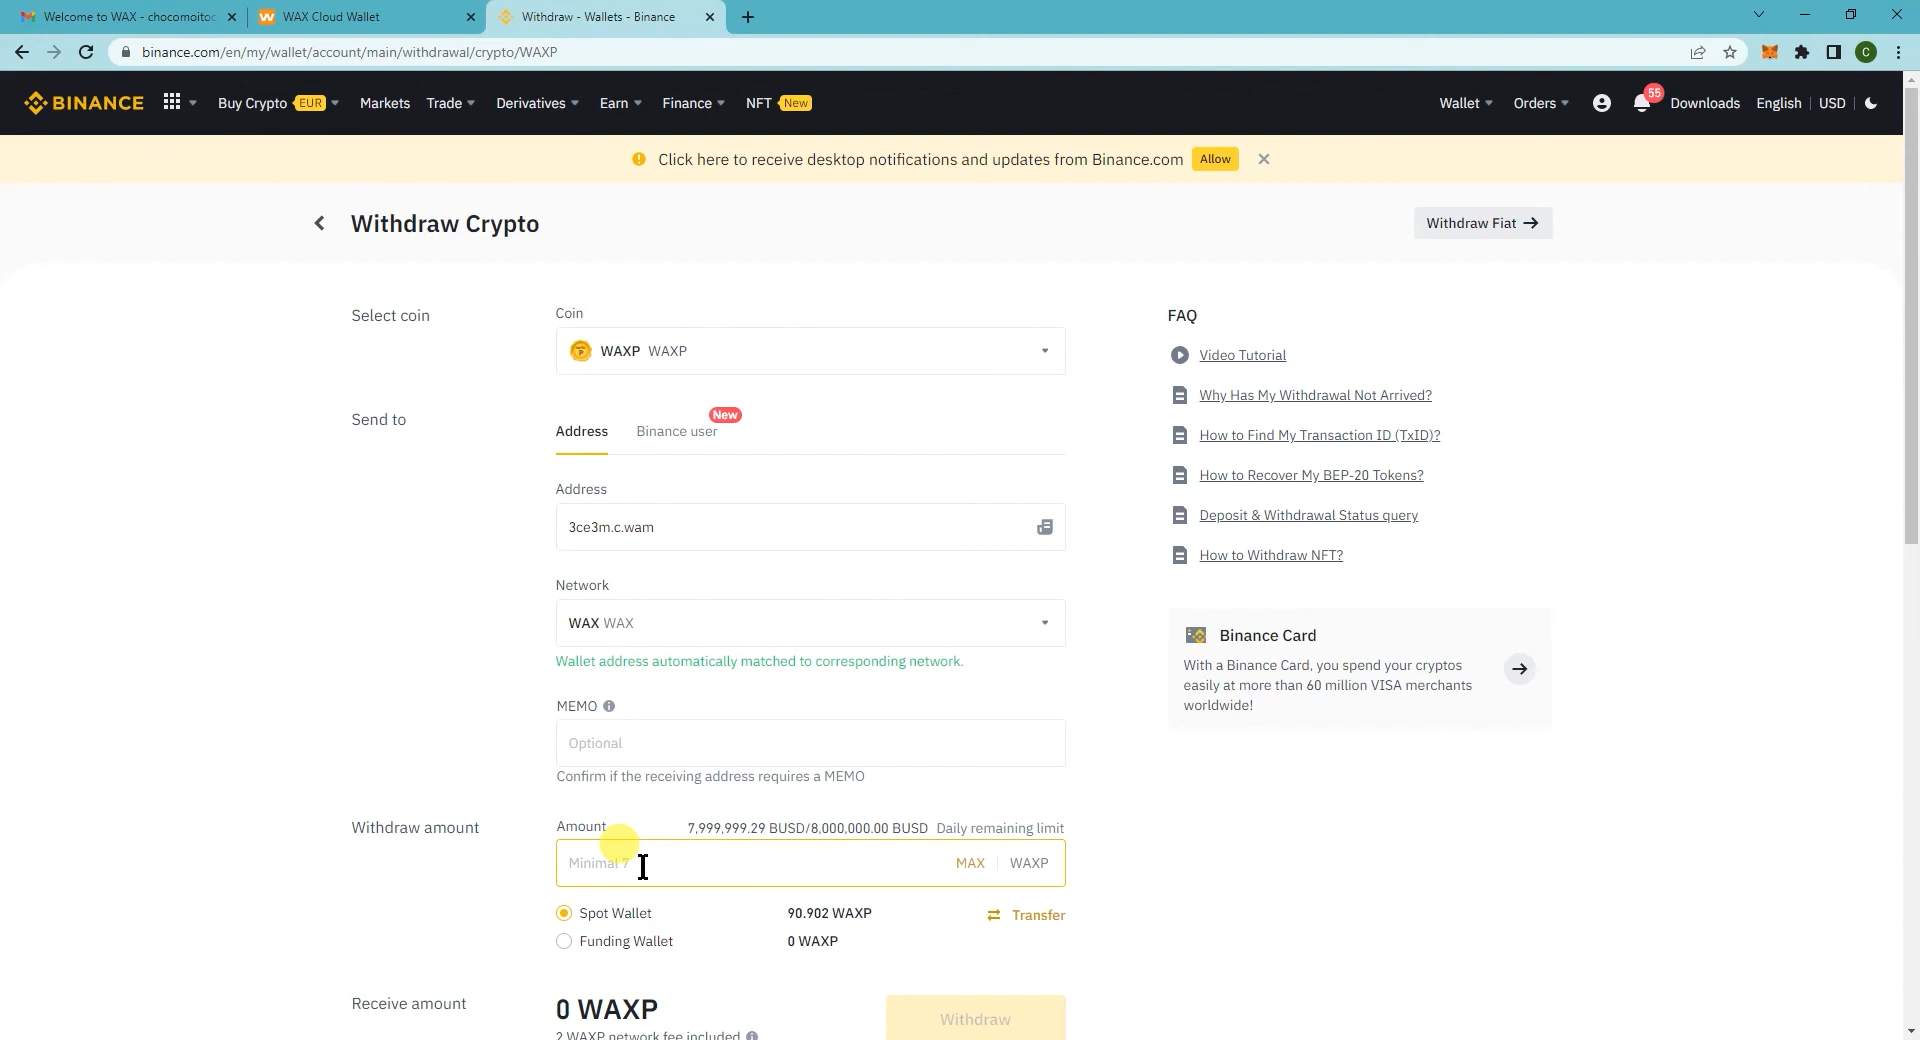 Welcome to WAX - chocomoitoc
WAX Cloud Wallet
Withdraw - Wallets - Binance
binance.com/en/my/wallet/account/main/withdrawal/crypto/WAXP
C
BINANCE
Buy Crypto EUR
Markets
Trade
Derivatives
Earn
Finance
NFT New
Wallet
Orders
55
Downloads
English
USD
Click here to receive desktop notifications and updates from Binance.com
Allow
Withdraw Crypto
Withdraw Fiat
Select coin
Coin
WAXP WAXP
Send to
Address
Binance user
New
Address
3ce3m.c.wam
Network
WAX WAX
Wallet address automatically matched to corresponding network.
MEMO
Optional
Confirm if the receiving address requires a MEMO
Withdraw amount
Amount
7,999,999.29 BUSD/8,000,000.00 BUSD Daily remaining limit
Minimal 7
MAX
WAXP
Spot Wallet
90.902 WAXP
Transfer
Funding Wallet
0 WAXP
Receive amount
0 WAXP
2 WAXP network fee included
Withdraw
FAQ
Video Tutorial
Why Has My Withdrawal Not Arrived?
How to Find My Transaction ID (TxID)?
How to Recover My BEP-20 Tokens?
Deposit & Withdrawal Status query
How to Withdraw NFT?
Binance Card
With a Binance Card, you spend your cryptos
easily at more than 60 million VISA merchants
worldwide!